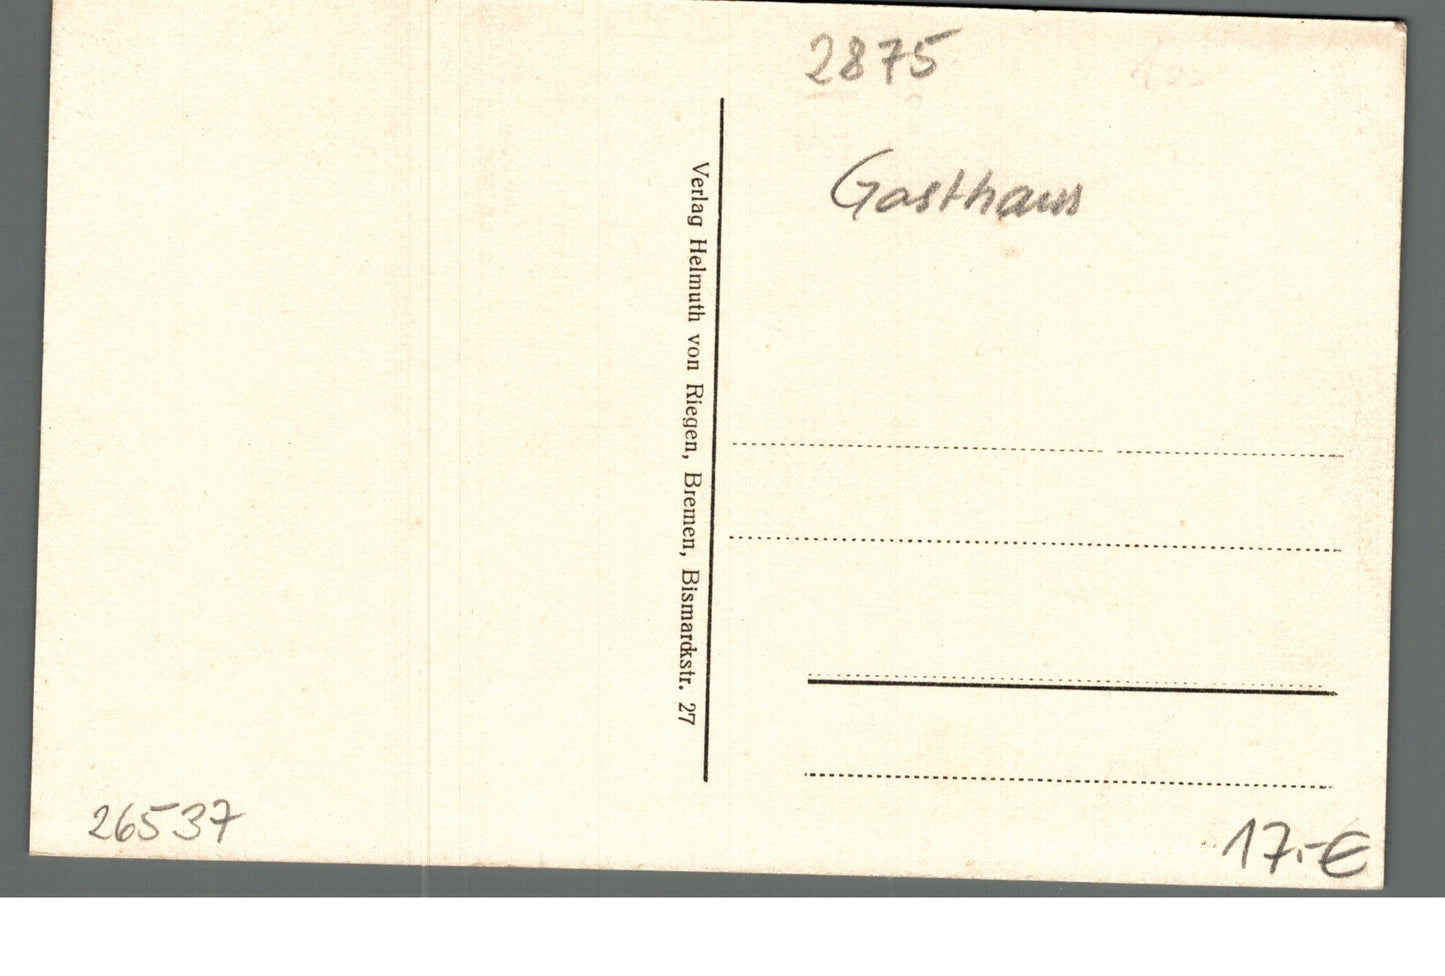 2875
Gasthaus
Verlag Helmuth von Riegen, Bremen, Bismarckstr. 27
26537
17.-€